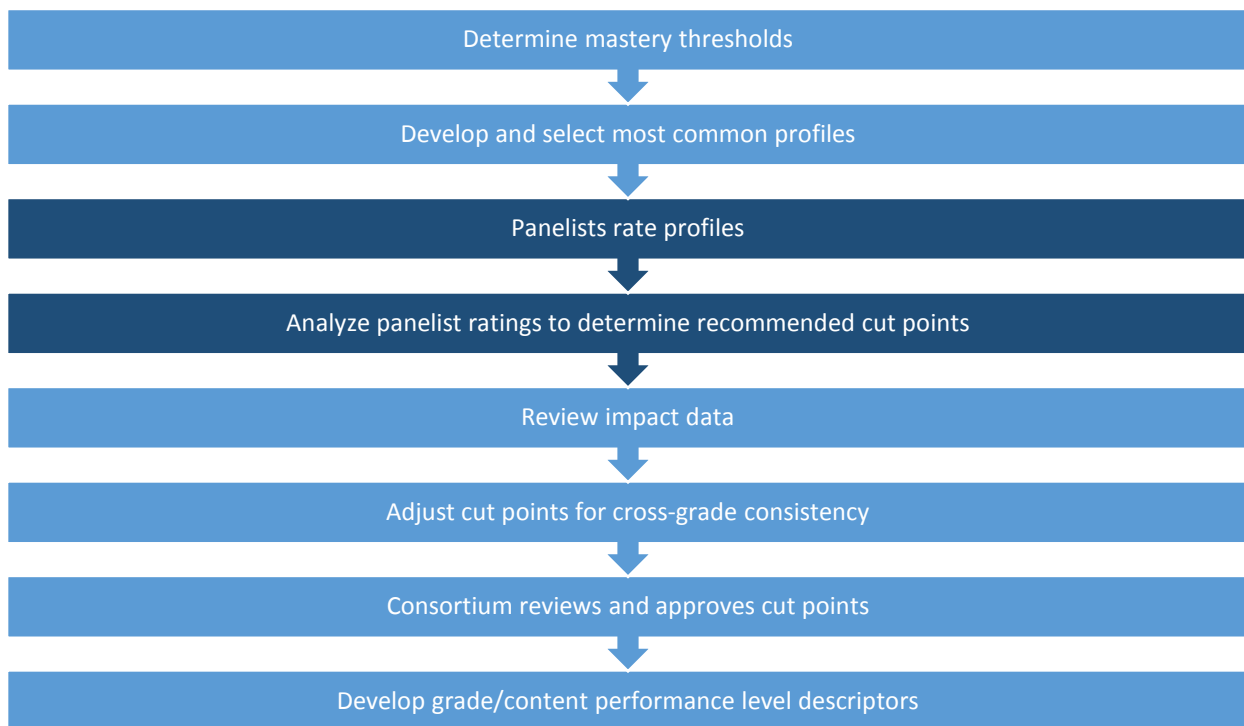 Determine mastery thresholds
Develop and select most common profiles
Panelists rate profiles
Analyze panelist ratings to determine recommended cut points
Review impact data
Adjust cut points for cross-grade consistency
Consortium reviews and approves cut points
Develop grade/content performance level descriptors